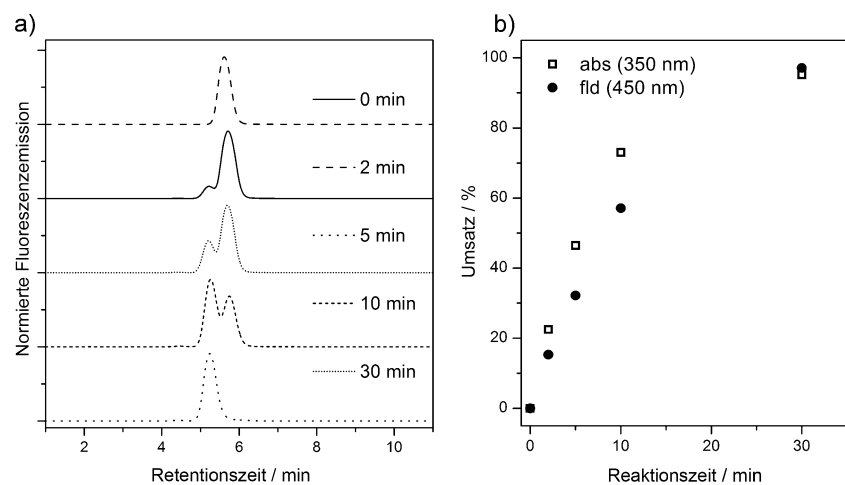 a)
0 min
2 min
5 min
10 min
30 min
Normierte Fluoreszenzemission
2 4 6 8 10
Retentionszeit / min
b)
abs (350 nm)
fld (450 nm)
100
80
60
40
20
0
Umsatz / %
0 10 20 30
Reaktionszeit / min